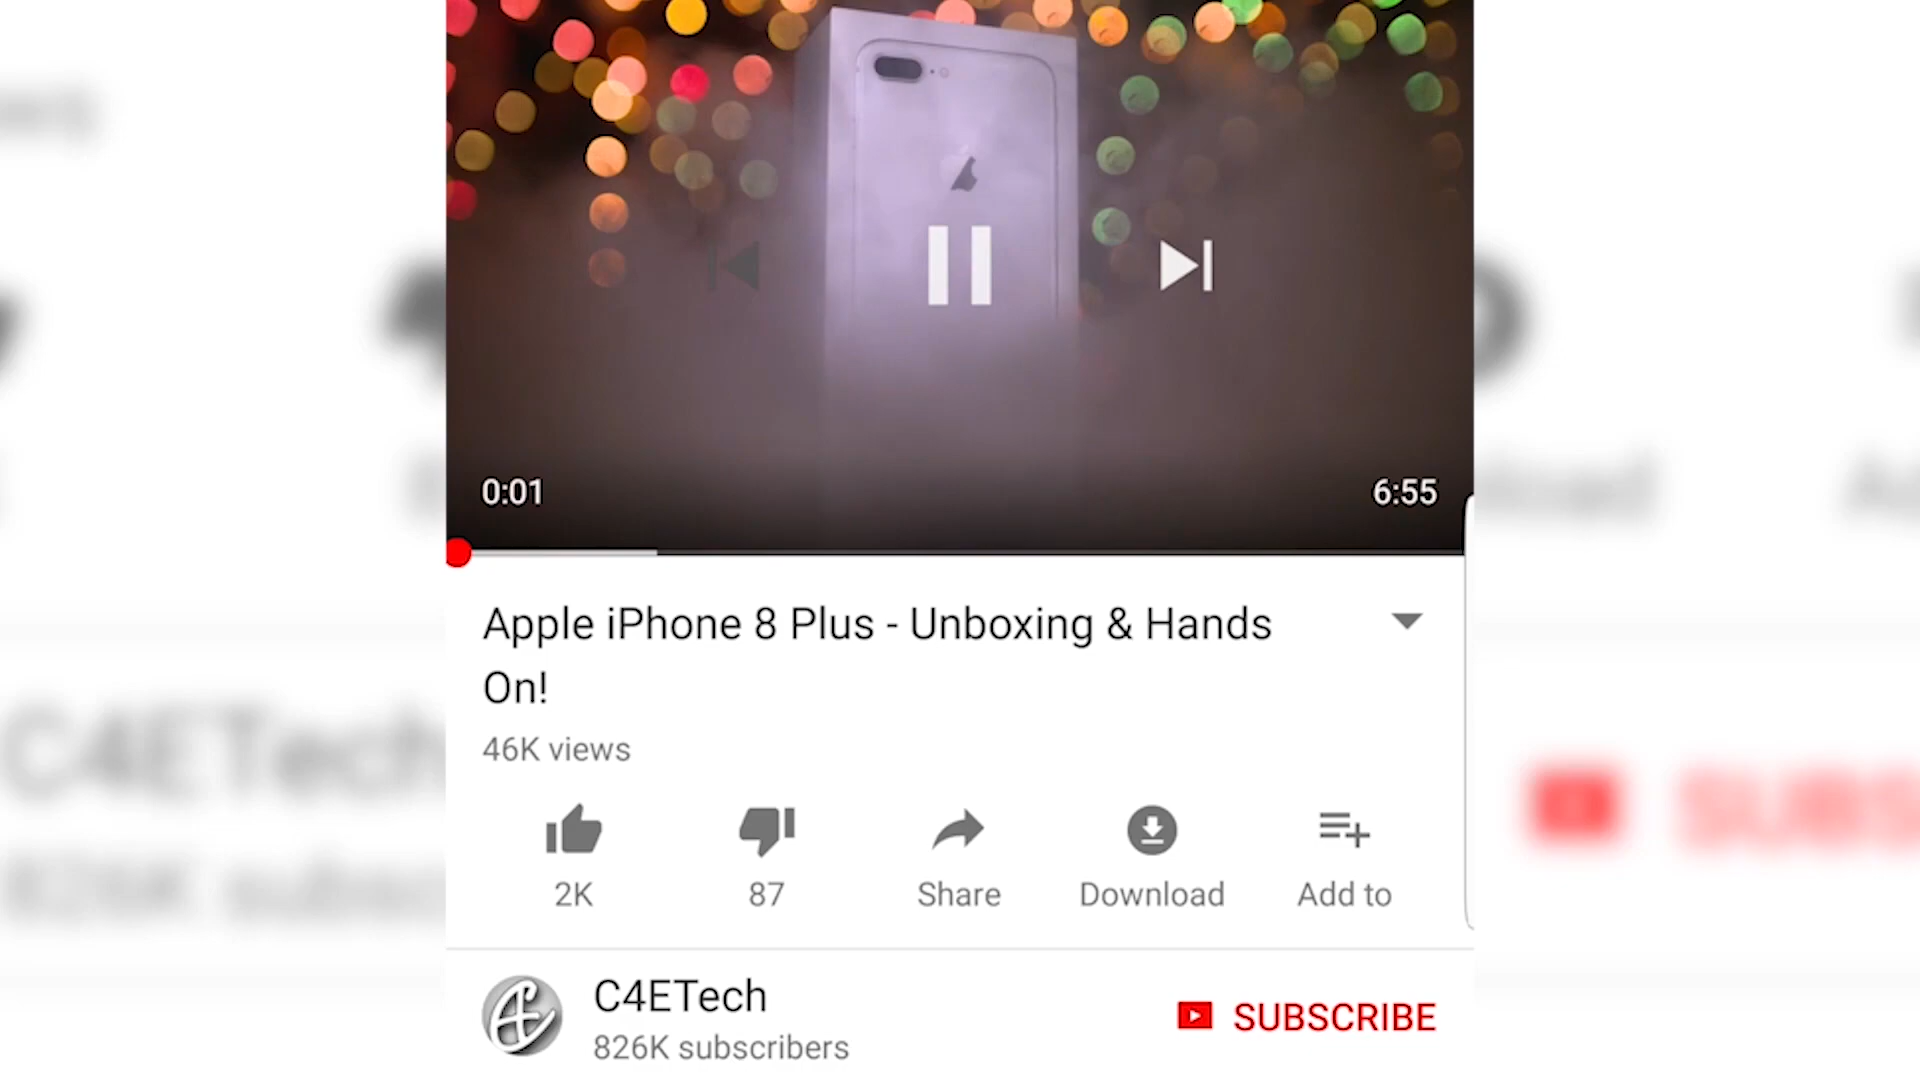 0:01
6:55
Apple iPhone 8 Plus - Unboxing & Hands
On!
46K views
2K
87
Share
Download
Add to
C4ETech
826K subscribers
SUBSCRIBE